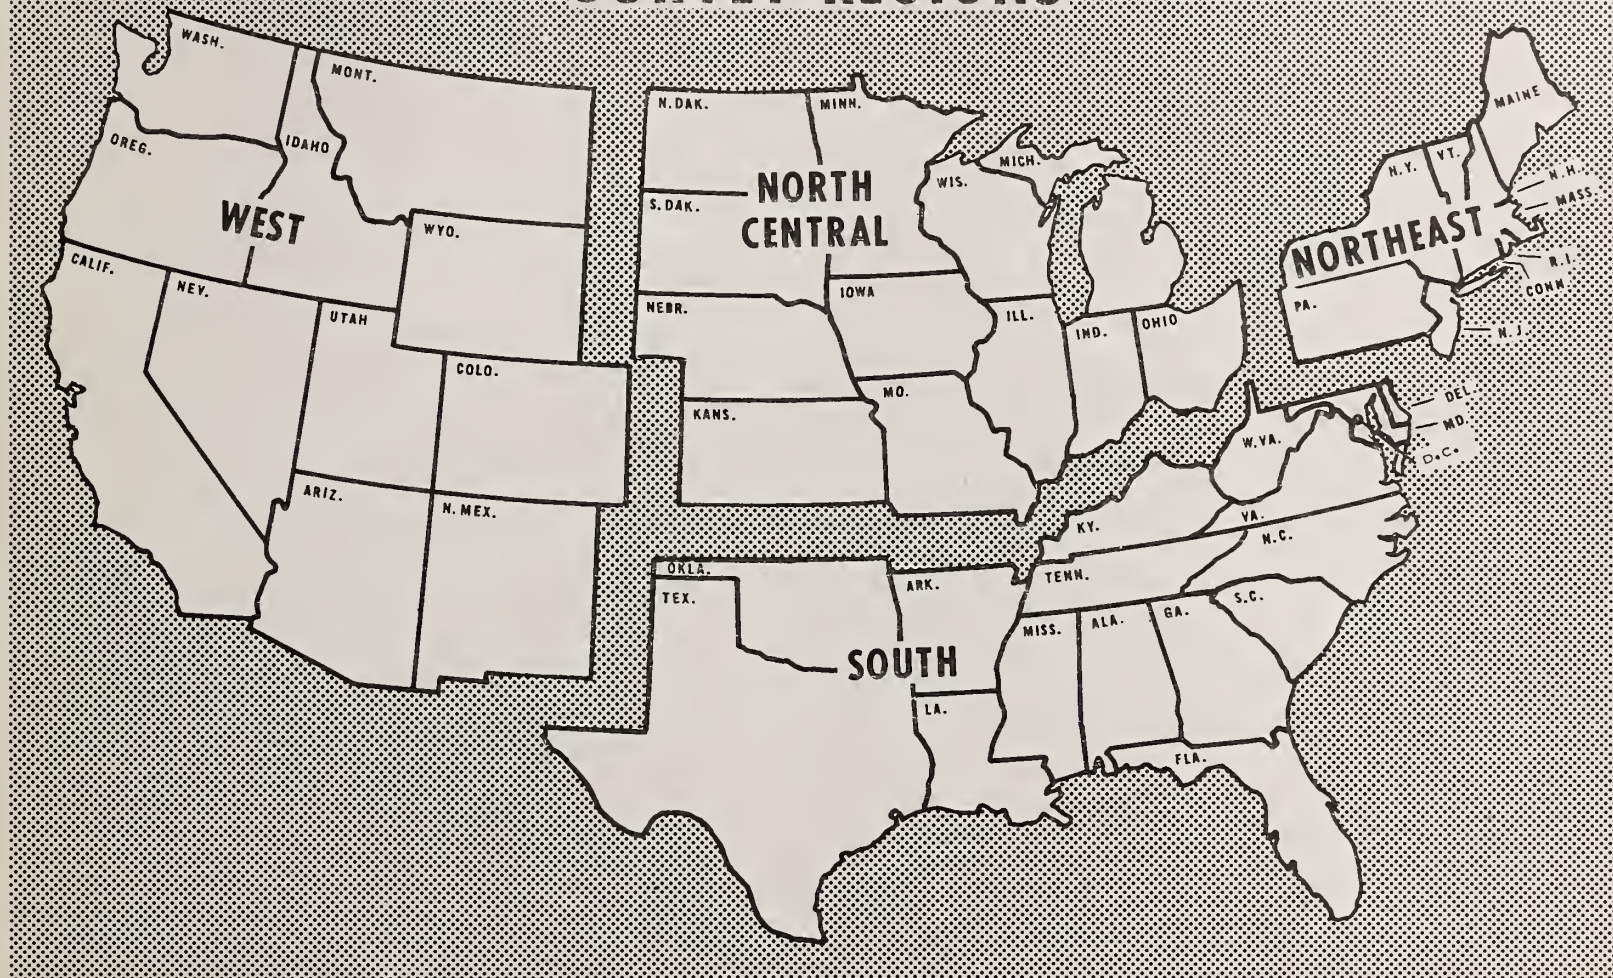 SURVEY REGIONS
WASH.
MONT.
OREG.
IDAHO
WEST
WYO.
CALIF.
NEV.
UTAH
COLO.
ARIZ.
N. MEX.
N. DAK.
MINN.
NORTH
CENTRAL
S. DAK.
WIS.
MICH.
NEBR.
IOWA
ILL.
IND.
OHIO
KANS.
MO.
MAINE
N.Y.
VT.
N.H.
MASS.
NORTHEAST
R.I.
CONN.
PA.
N.J.
DEL.
MD.
D.C.
W.VA.
KY.
VA.
N.C.
TENN.
OKLA.
TEX.
ARK.
SOUTH
LA.
MISS.
ALA.
GA.
S.C.
FLA.